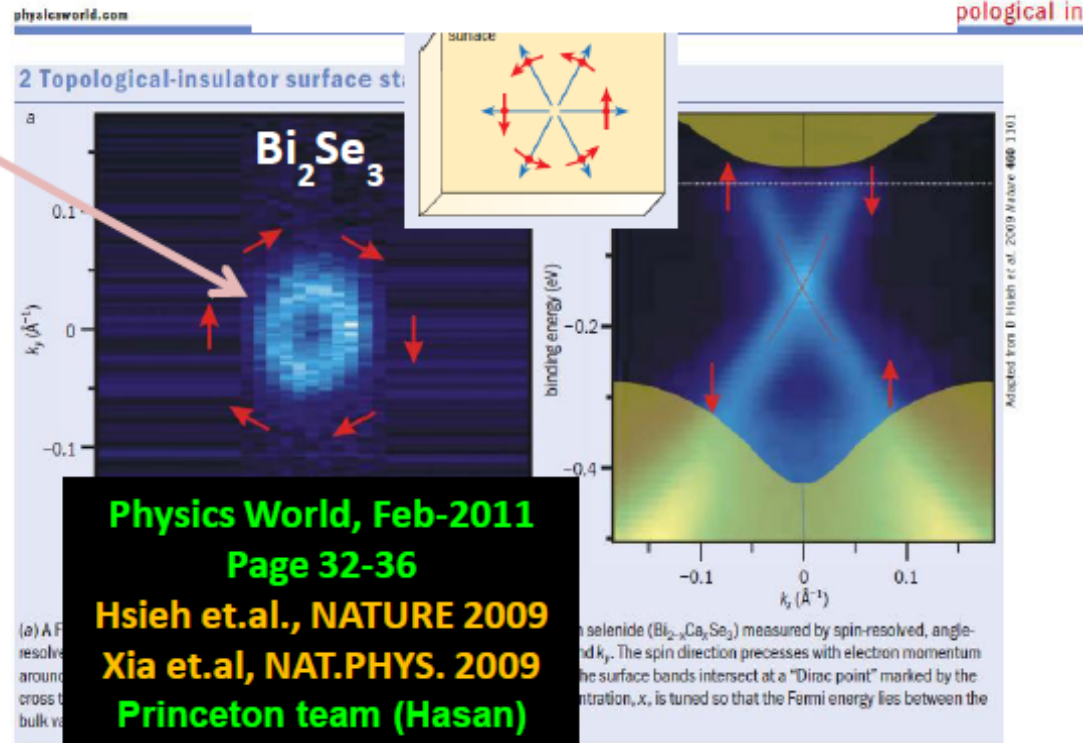 physicsworld.com
pological in
surface
2 Topological-insulator surface st
a
Bi2Se3
0.1
0
−0.1
ky (Å−1)
binding energy (eV)
−0.2
−0.4
−0.1 0 0.1
ky (Å−1)
Adapted from D Hsieh et al. 2009 Nature 460 1101
Physics World, Feb-2011
Page 32-36
Hsieh et.al., NATURE 2009
Xia et.al, NAT.PHYS. 2009
Princeton team (Hasan)
(a) A F n selenide (Bi2-xCaxSe3) measured by spin-resolved, angle-
resolve nd ky. The spin direction precesses with electron momentum
aroun he surface bands intersect at a "Dirac point" marked by the
cross t ntration, x, is tuned so that the Fermi energy lies between the
bulk va